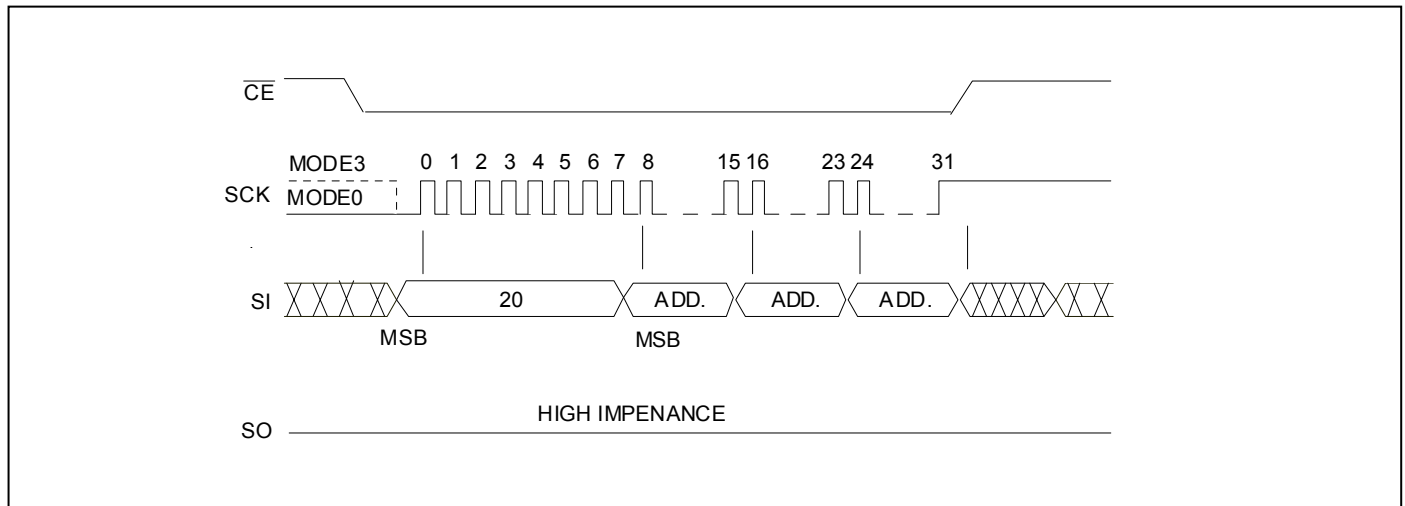 CE
MODE3 0 1 2 3 4 5 6 7 8 15 16 23 24 31
SCK MODE0
SI 20 ADD. ADD. ADD.
MSB MSB
HIGH IMPENANCE
SO